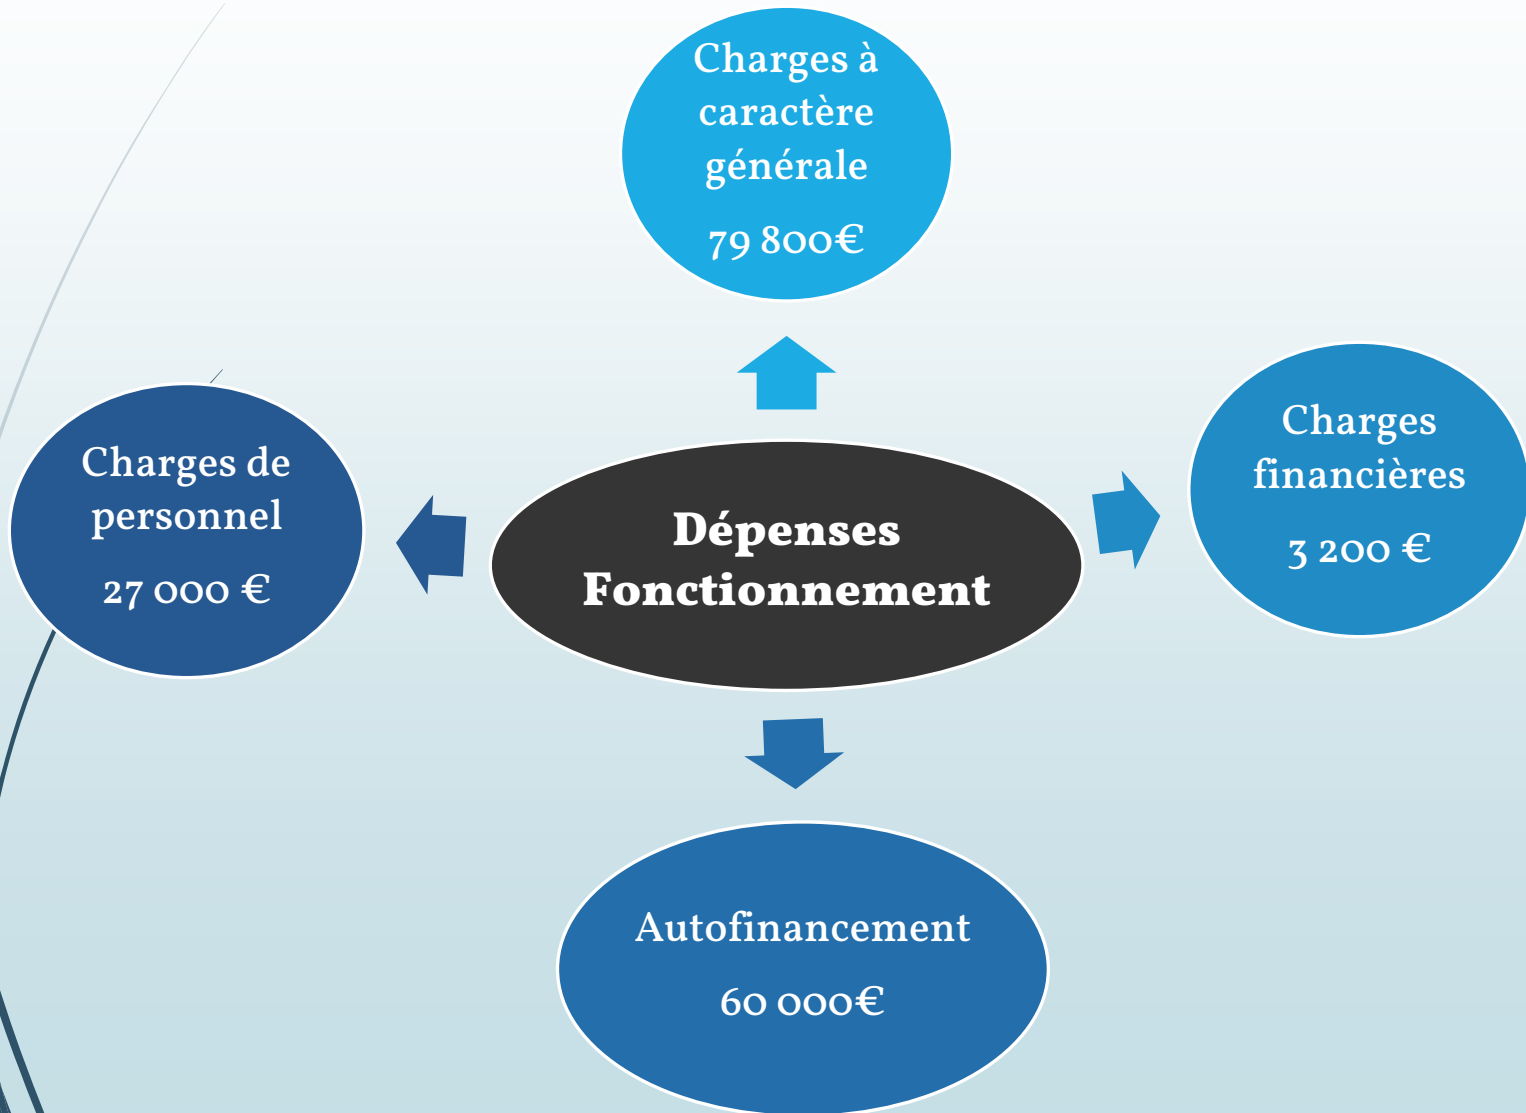 Charges à
caractère
générale
79 800€
Charges
financières
3 200 €
Charges de
personnel
27 000 €
Dépenses
Fonctionnement
Autofinancement
60 000€